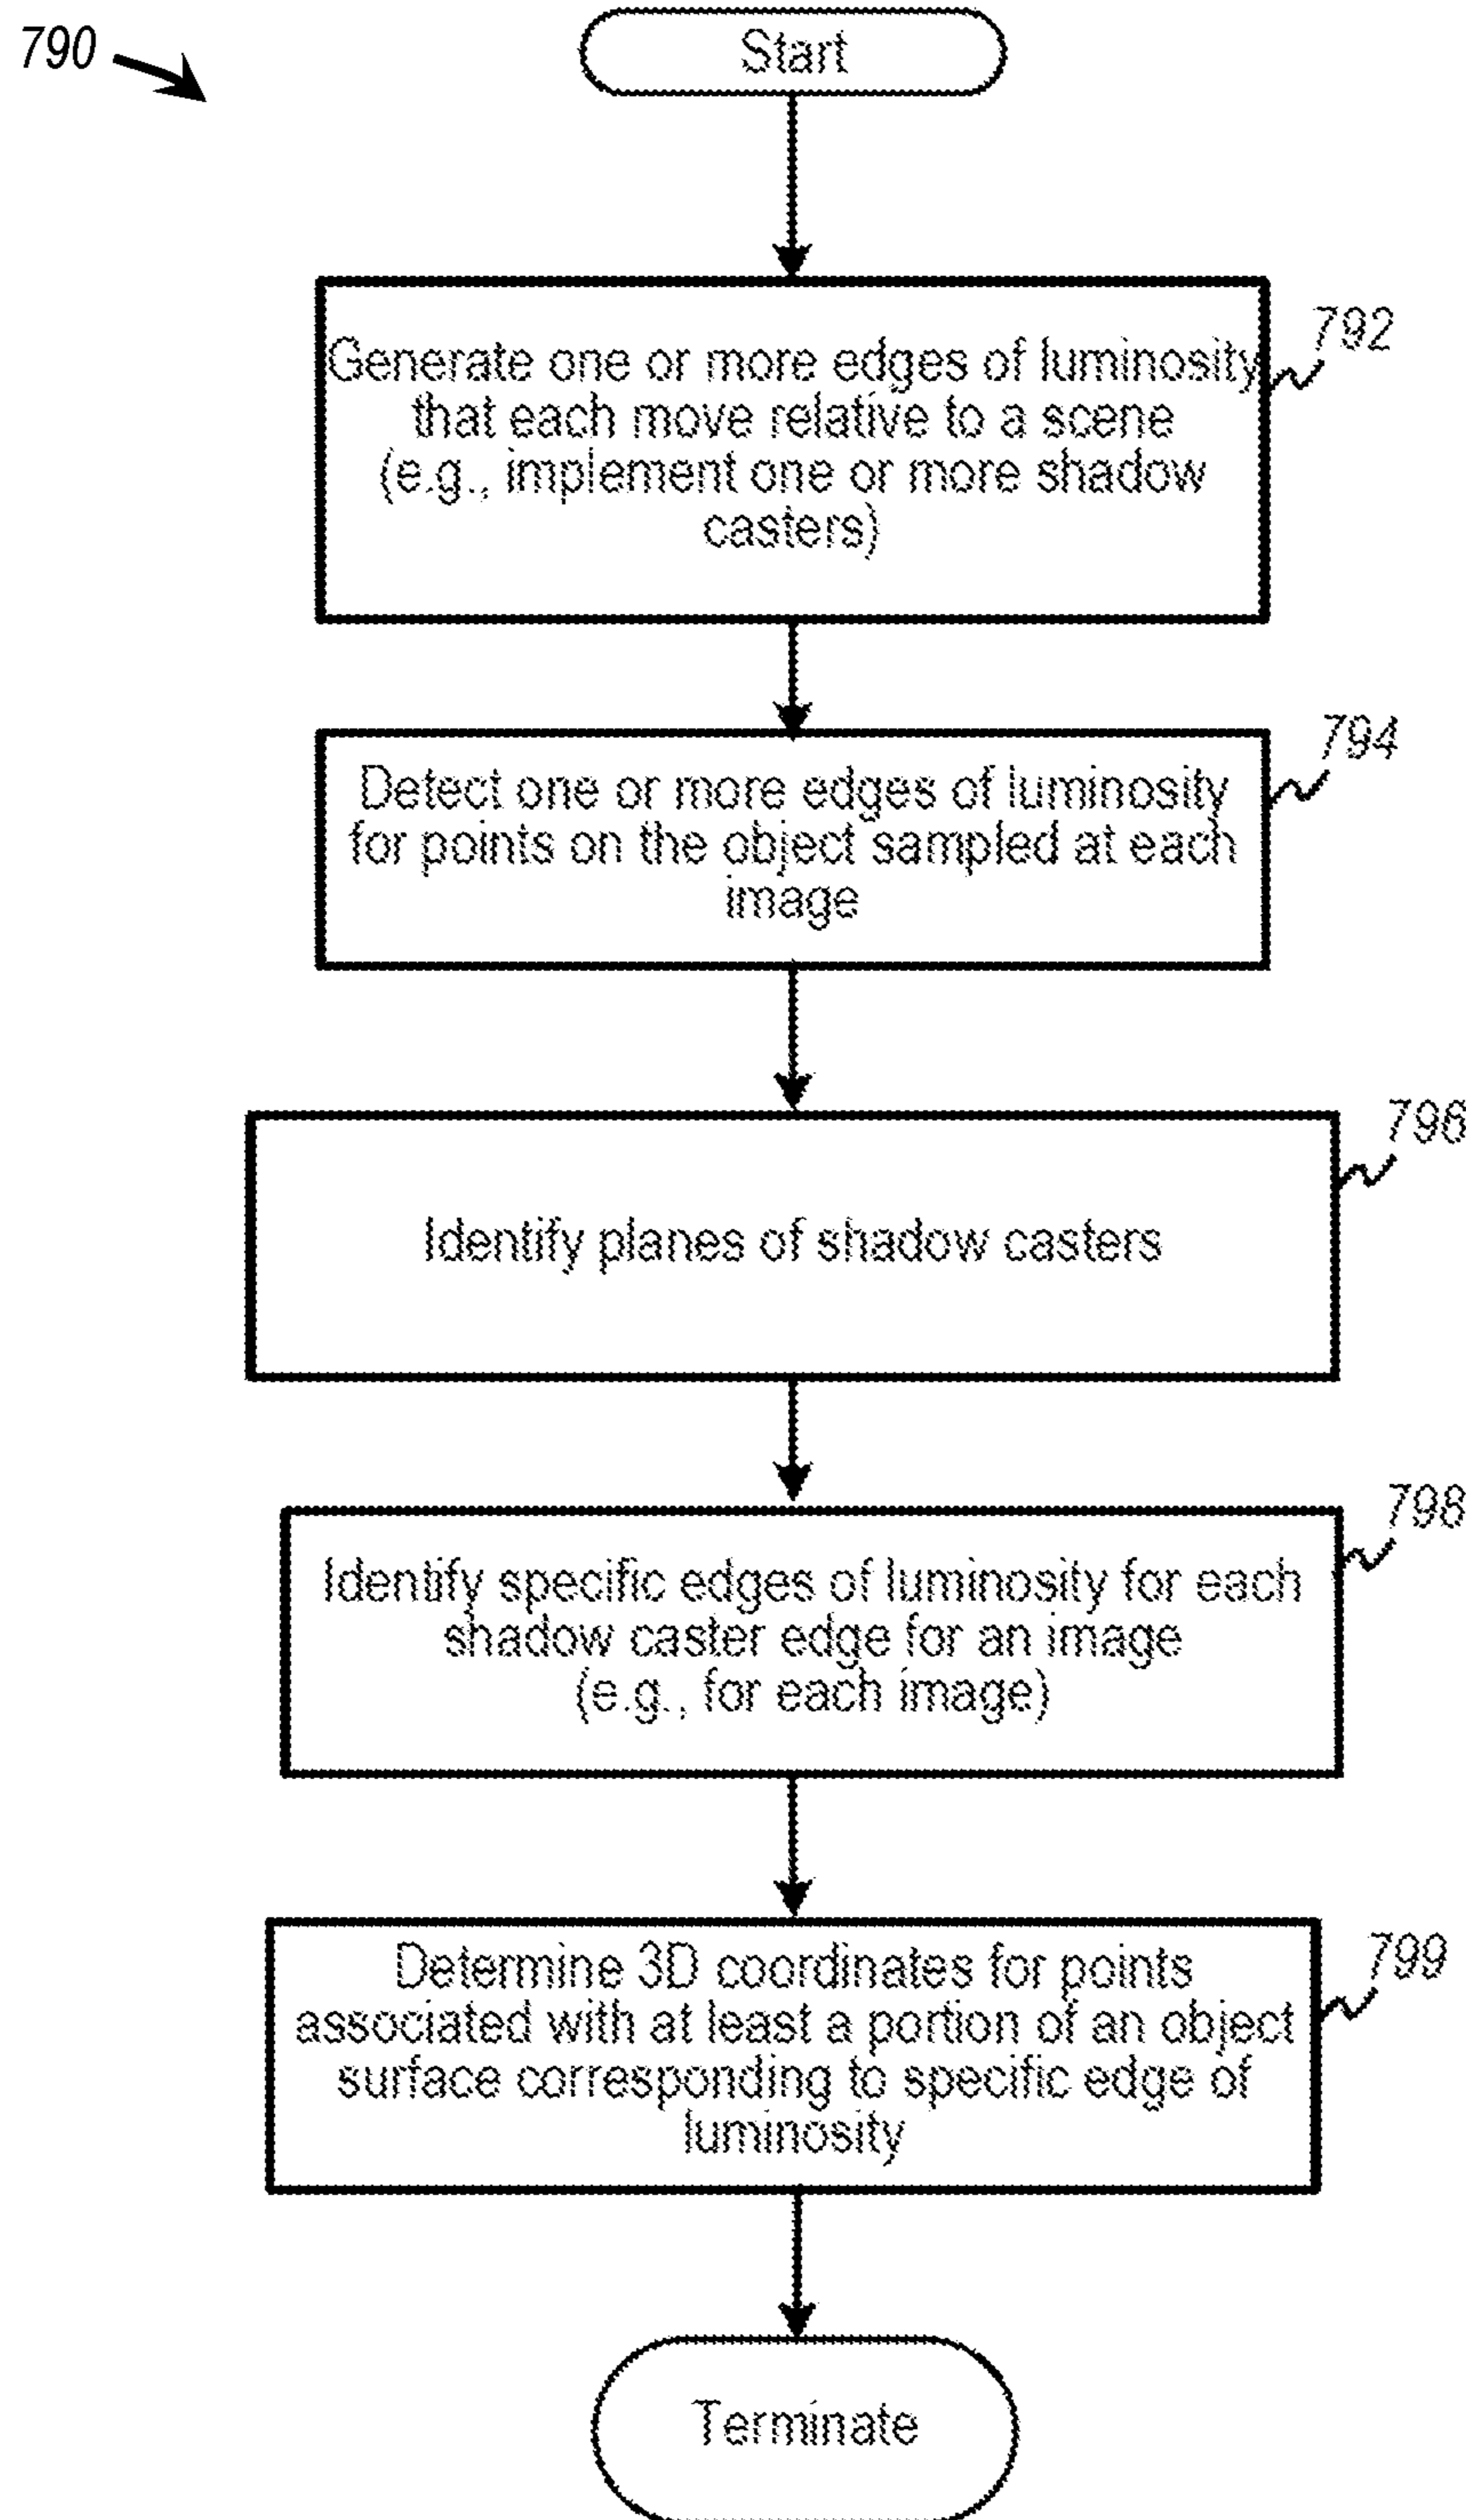 790
Start
792
Generate one or more edges of luminosity
that each move relative to a scene
(e.g., implement one or more shadow
casters)
794
Detect one or more edges of luminosity
for points on the object sampled at each
image
796
Identify planes of shadow casters
798
Identify specific edges of luminosity for each
shadow caster edge for an image
(e.g., for each image)
799
Determine 3D coordinates for points
associated with at least a portion of an object
surface corresponding to specific edge of
luminosity
Terminate